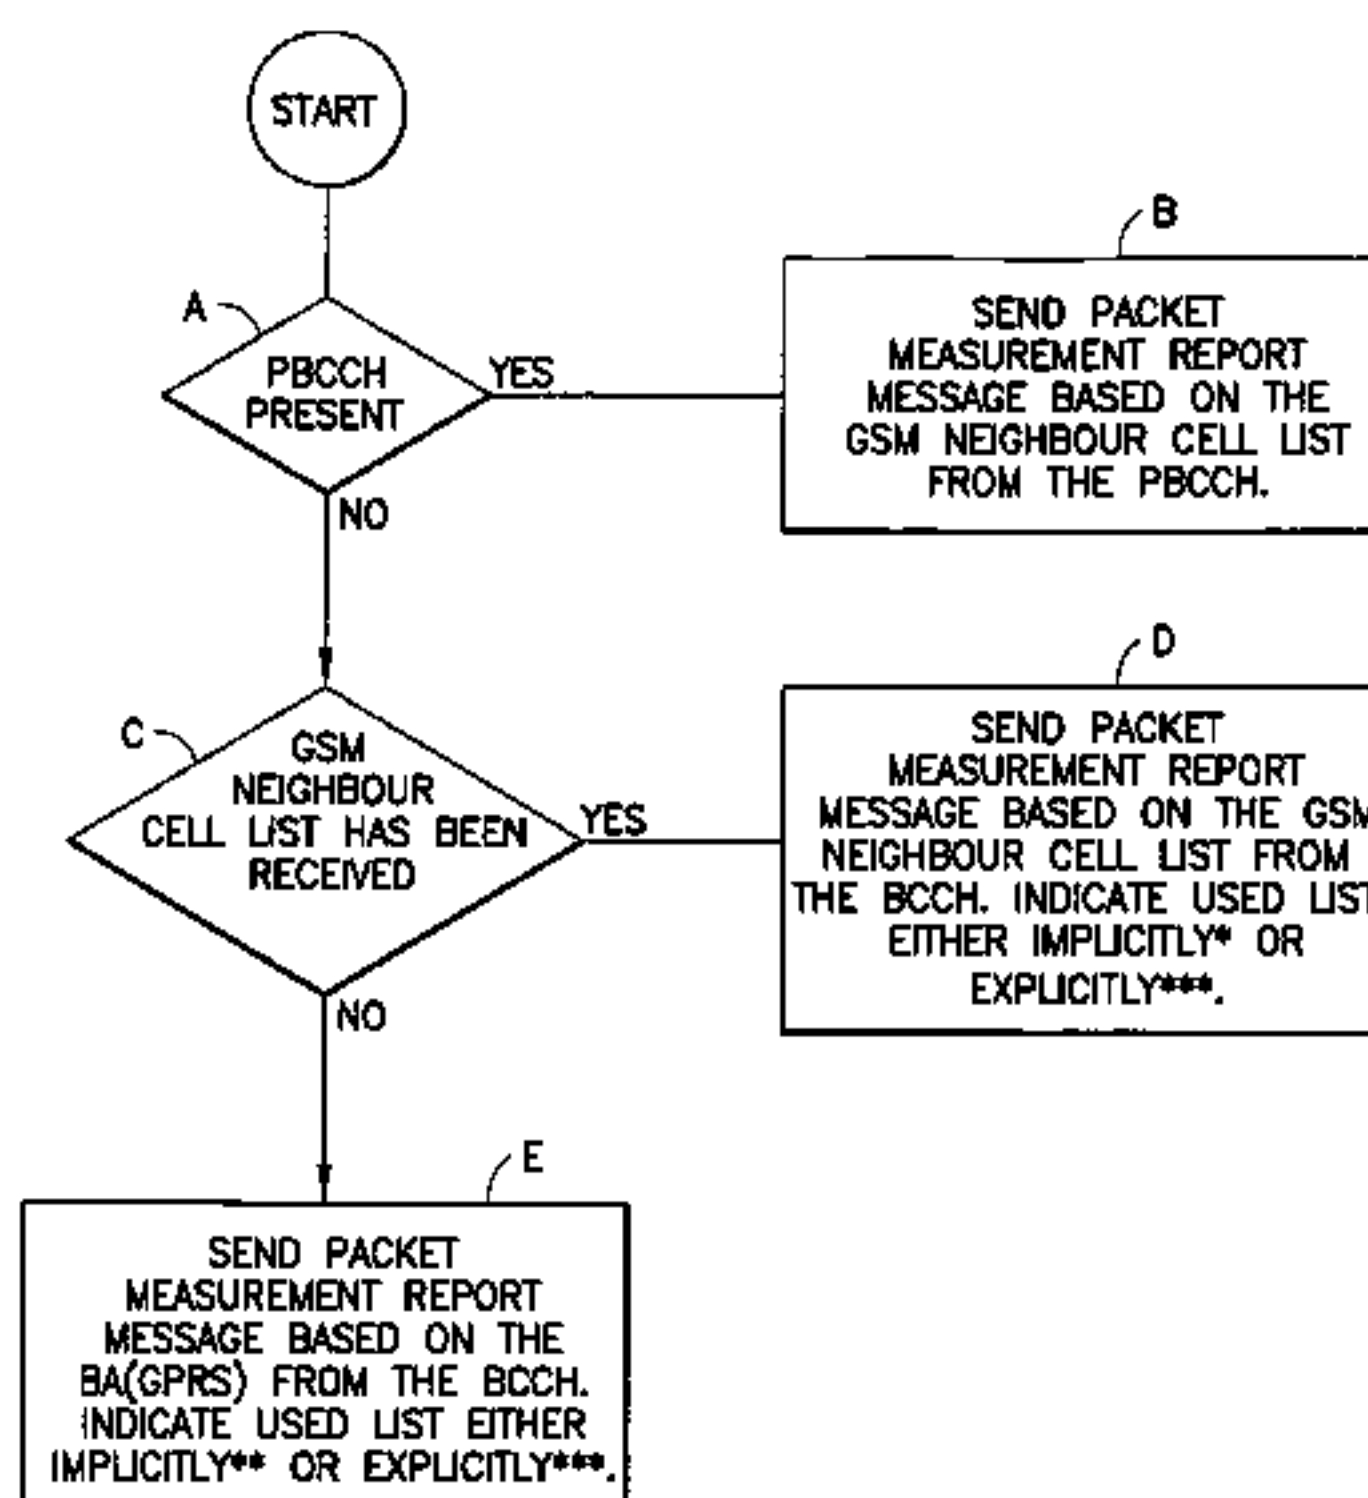 START
B
A
PBCCH
PRESENT
YES
NO
SEND PACKET
MEASUREMENT REPORT
MESSAGE BASED ON THE
GSM NEIGHBOUR CELL LIST
FROM THE PBCCH.
D
C
GSM
NEIGHBOUR
CELL LIST HAS BEEN
RECEIVED
YES
NO
SEND PACKET
MEASUREMENT REPORT
MESSAGE BASED ON THE GSM
NEIGHBOUR CELL LIST FROM
THE BCCH. INDICATE USED LIST
EITHER IMPLICITLY* OR
EXPLICITLY***.
E
SEND PACKET
MEASUREMENT REPORT
MESSAGE BASED ON THE
BA(GPRS) FROM THE BCCH.
INDICATE USED LIST EITHER
IMPLICITLY** OR EXPLICITLY***.